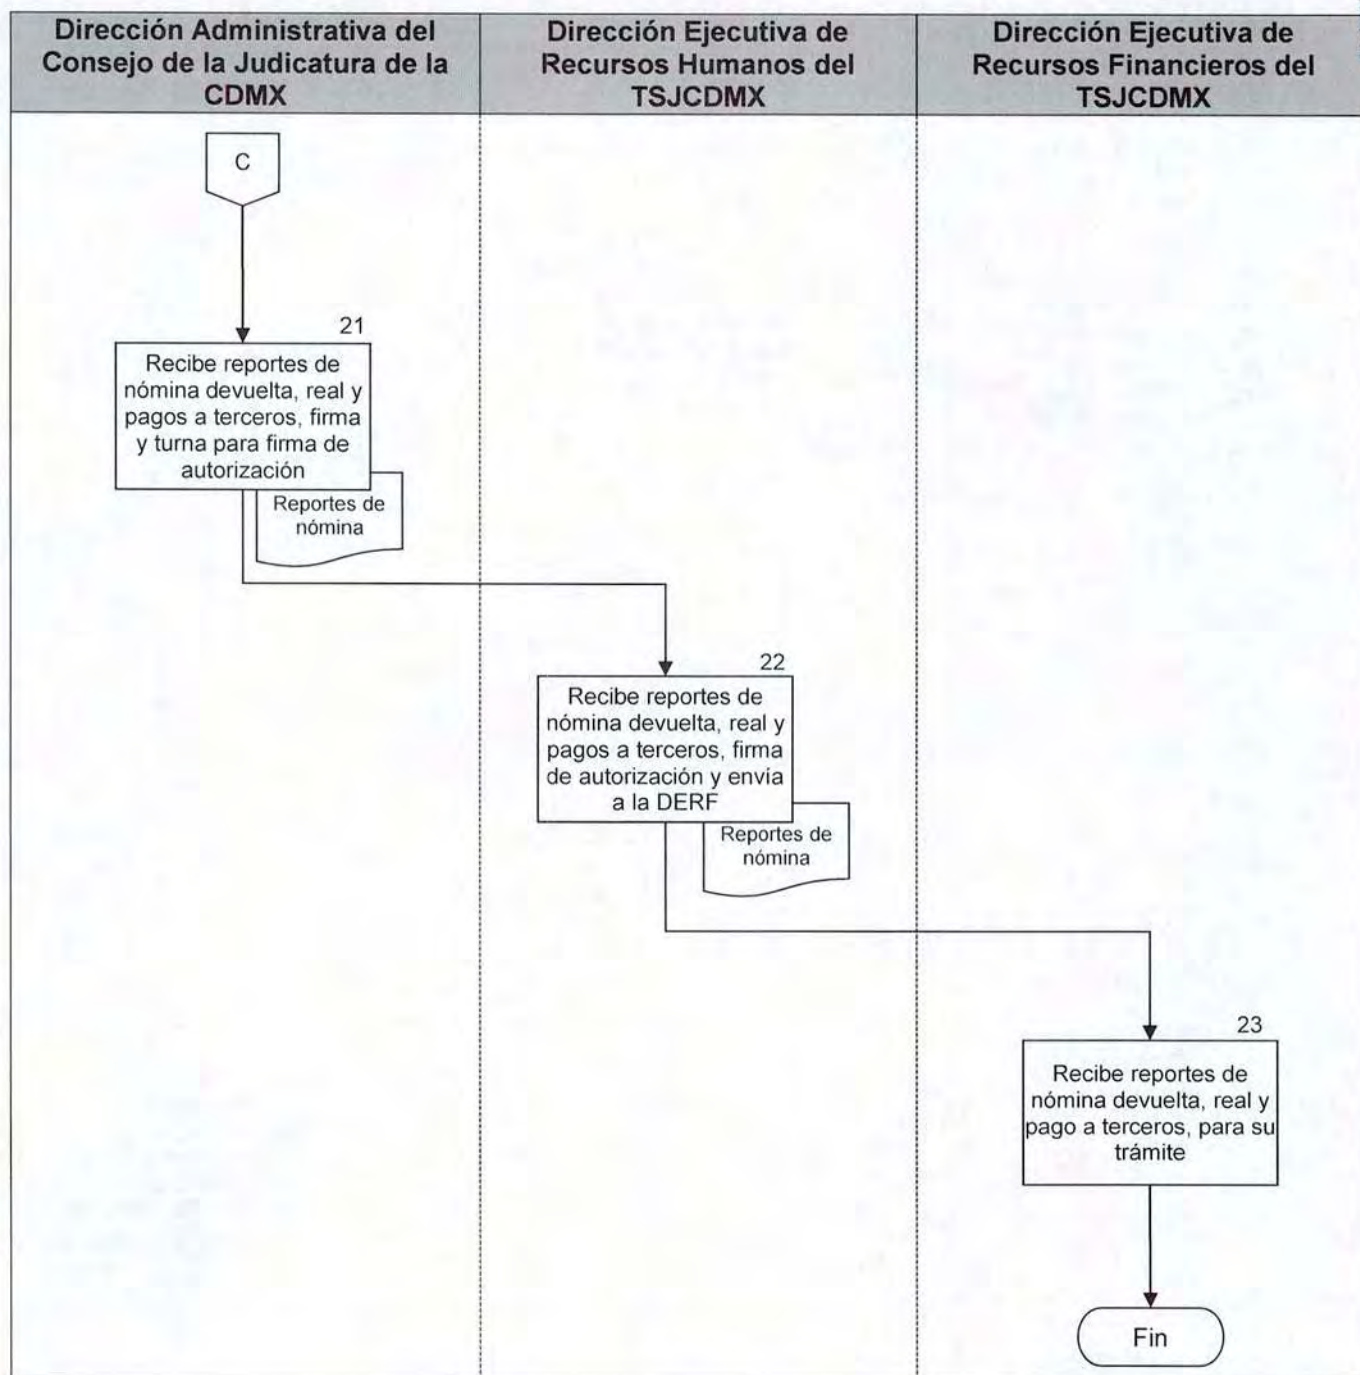 Dirección Administrativa del
Consejo de la Judicatura de la
CDMX
Dirección Ejecutiva de
Recursos Humanos del
TSJCDMX
Dirección Ejecutiva de
Recursos Financieros del
TSJCDMX
C
21
Recibe reportes de
nómina devuelta, real y
pagos a terceros, firma
y turna para firma de
autorización
Reportes de
nómina
22
Recibe reportes de
nómina devuelta, real y
pagos a terceros, firma
de autorización y envía
a la DERF
Reportes de
nómina
23
Recibe reportes de
nómina devuelta, real y
pago a terceros, para su
trámite
Fin